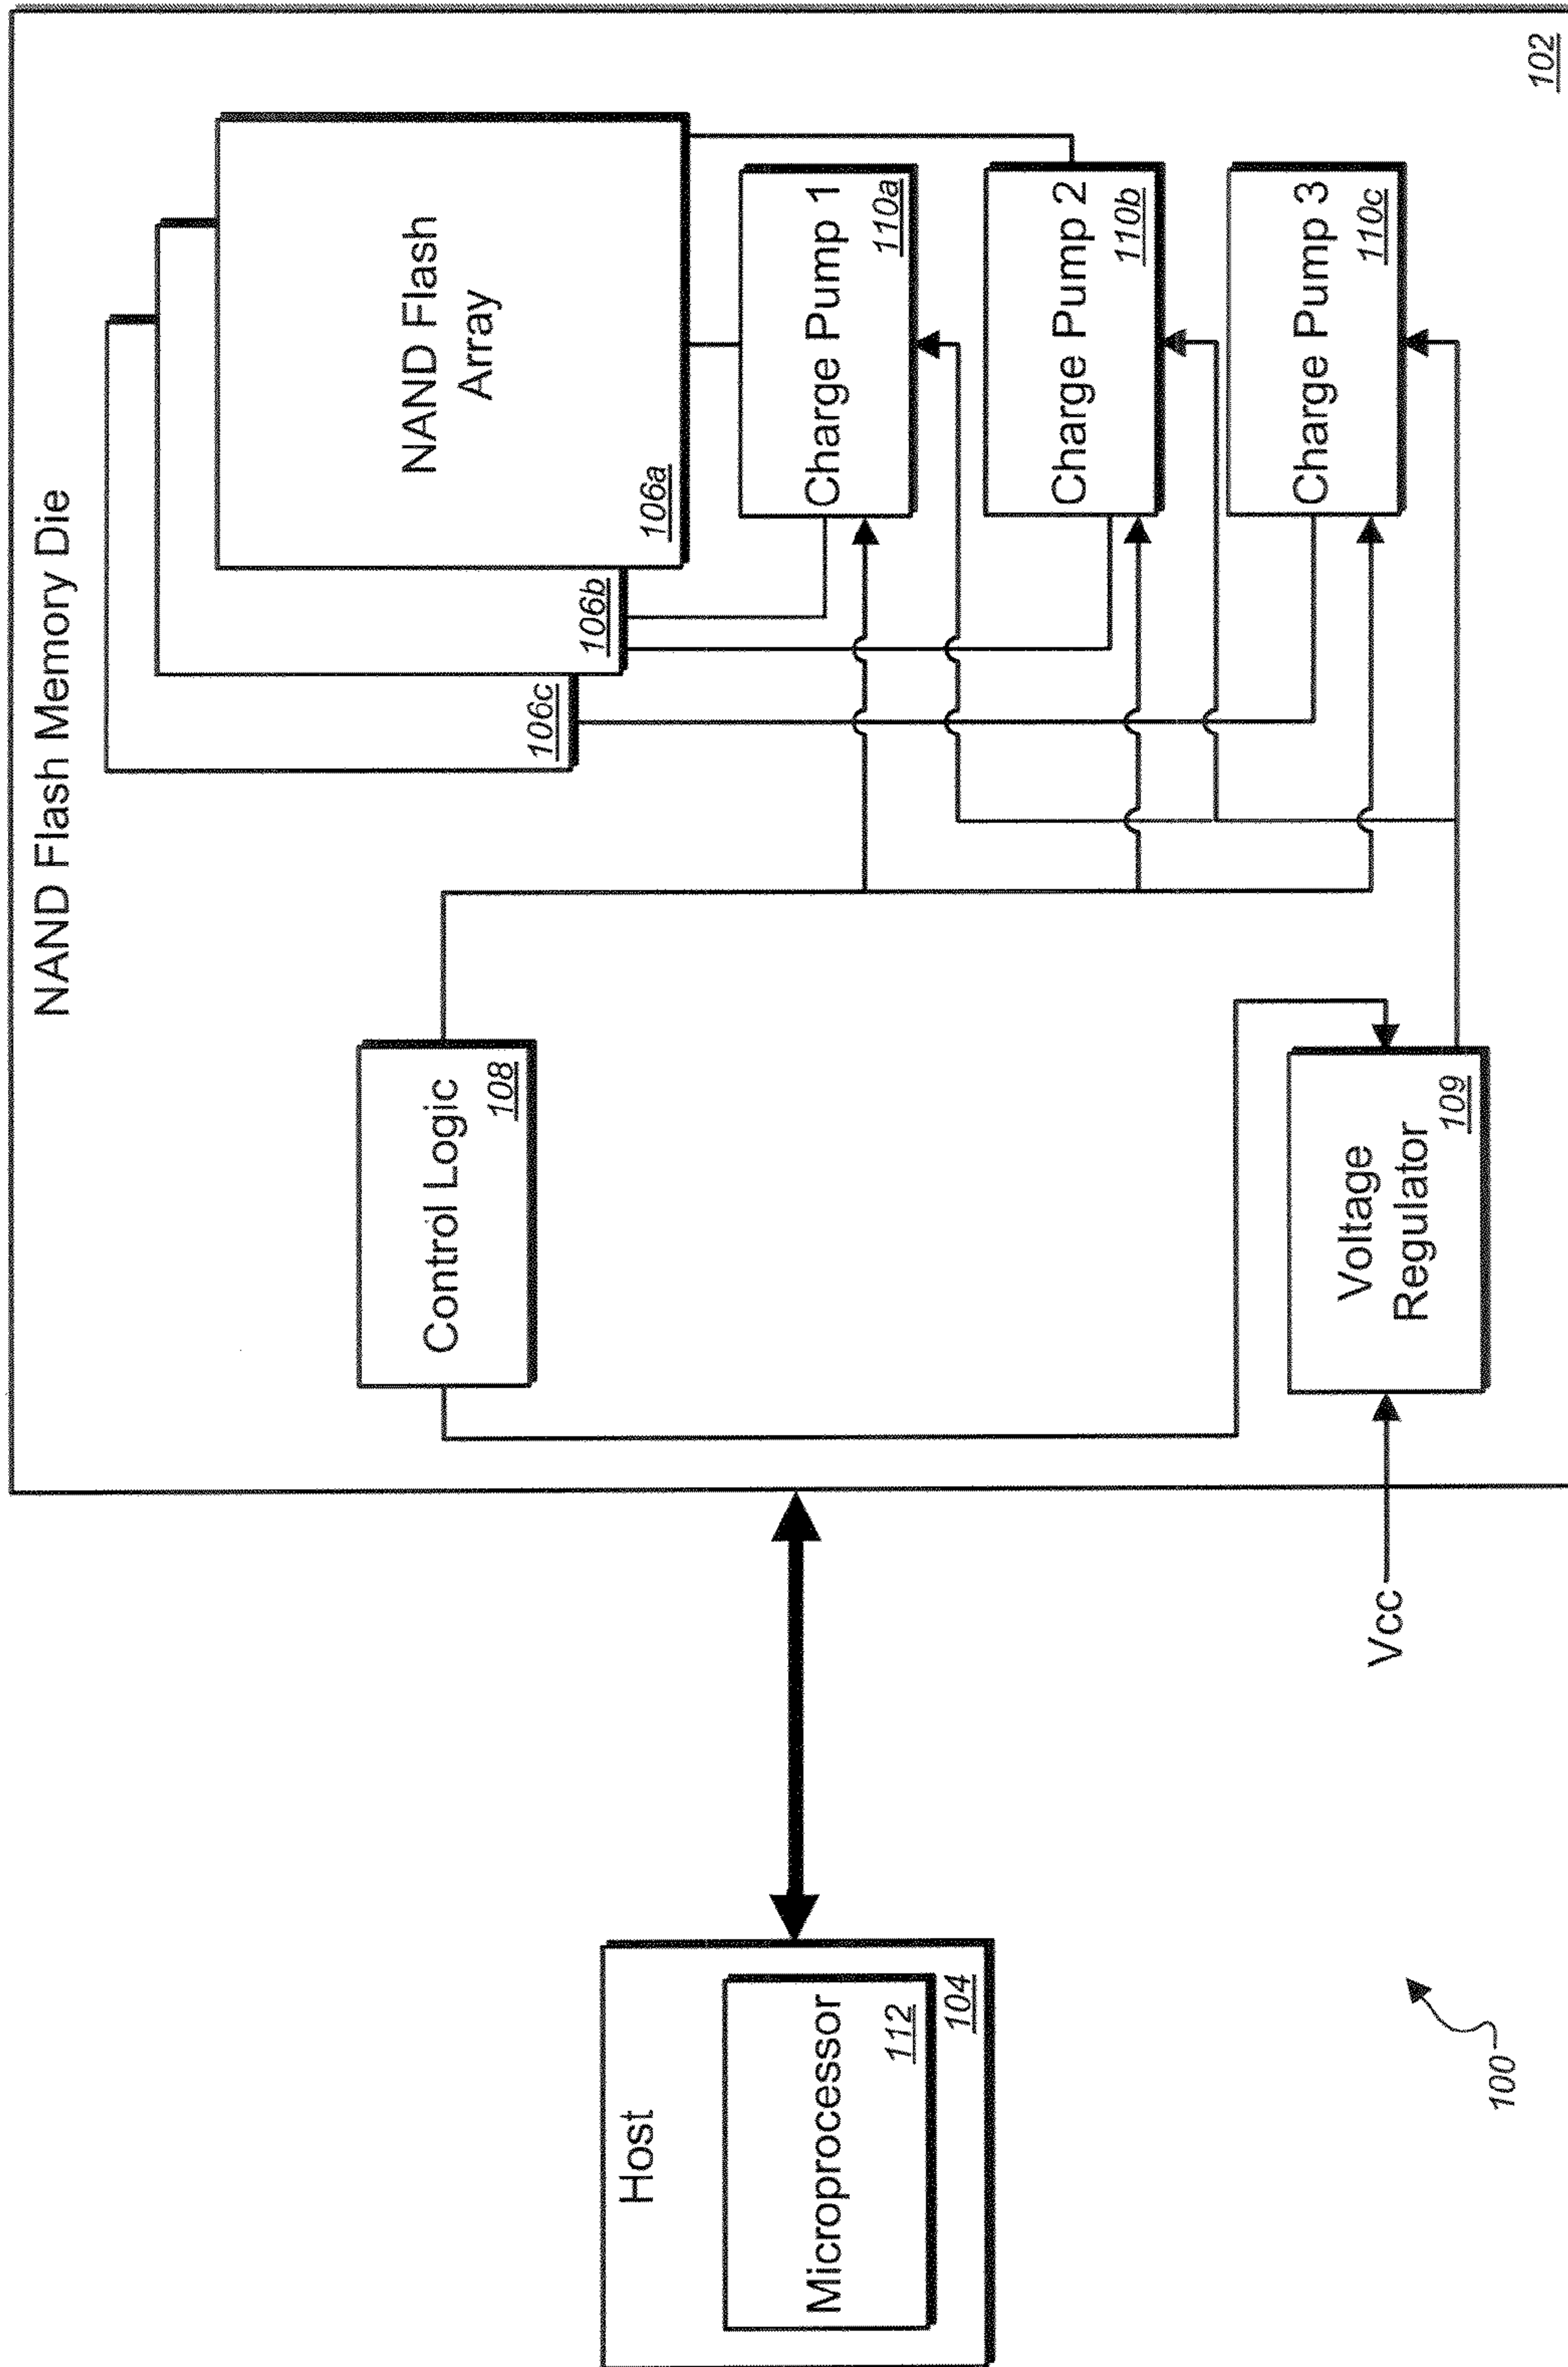 NAND Flash Memory Die
102
NAND Flash
Array
106a
106b
106c
Charge Pump 1
110a
Charge Pump 2
110b
Charge Pump 3
110c
Control Logic
108
Voltage
Regulator
109
Vcc
Host
104
Microprocessor
112
100